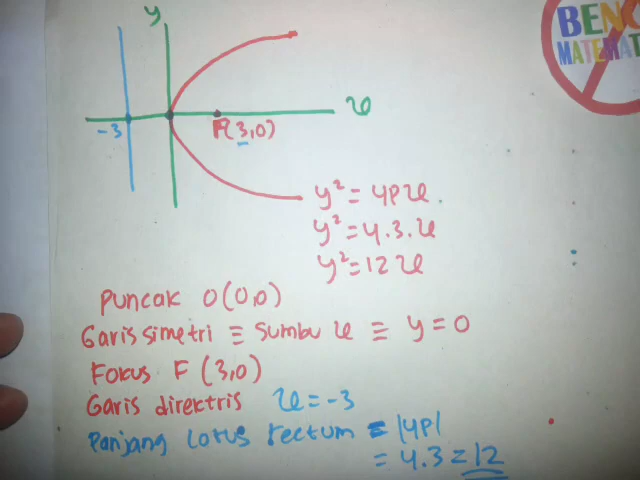 y
BENC
MATEMAT
x
-3
F(3,0)
y² = 4px
y² = 4.3.x
y² = 12x
Puncak O(0,0)
Garis simetri ≡ Sumbu x ≡ y = 0
Fokus F (3,0)
Garis direktris x = -3
Panjang Lotus rectum = |4p|
= 4.3 = 12